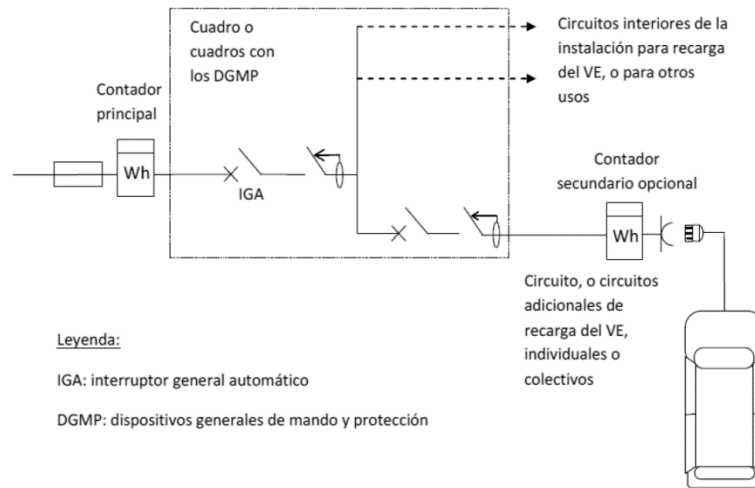 Cuadro o
cuadros con
los DGMP
Circuitos interiores de la
instalación para recarga
del VE, o para otros
usos
Contador
principal
Wh
IGA
Contador
secundario opcional
Wh
Circuito, o circuitos
adicionales de
recarga del VE,
individuales o
colectivos
Leyenda:
IGA: interruptor general automático
DGMP: dispositivos generales de mando y protección